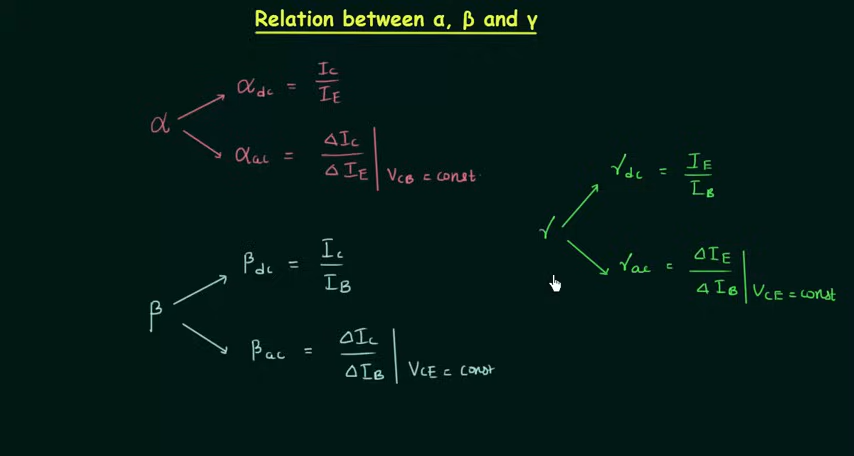 Relation between α, β and γ
α
α_dc = I_C / I_E
α_ac = ΔI_C / ΔI_E | V_CB = const.
β
β_dc = I_C / I_B
β_ac = ΔI_C / ΔI_B | V_CE = const
γ
γ_dc = I_E / I_B
γ_ac = ΔI_E / ΔI_B | V_CE = const